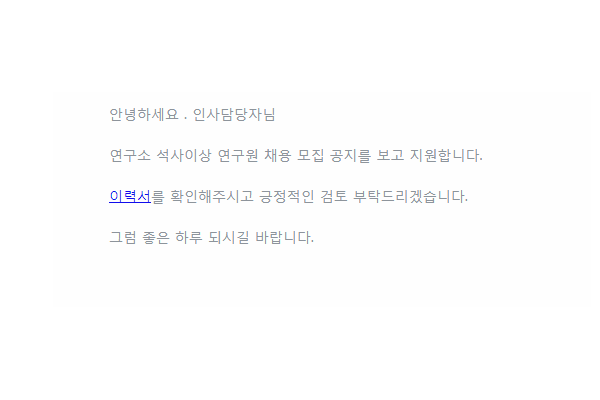 안녕하세요 . 인사담당자님
연구소 석사이상 연구원 채용 모집 공지를 보고 지원합니다.
이력서를 확인해주시고 긍정적인 검토 부탁드리겠습니다.
그럼 좋은 하루 되시길 바랍니다.